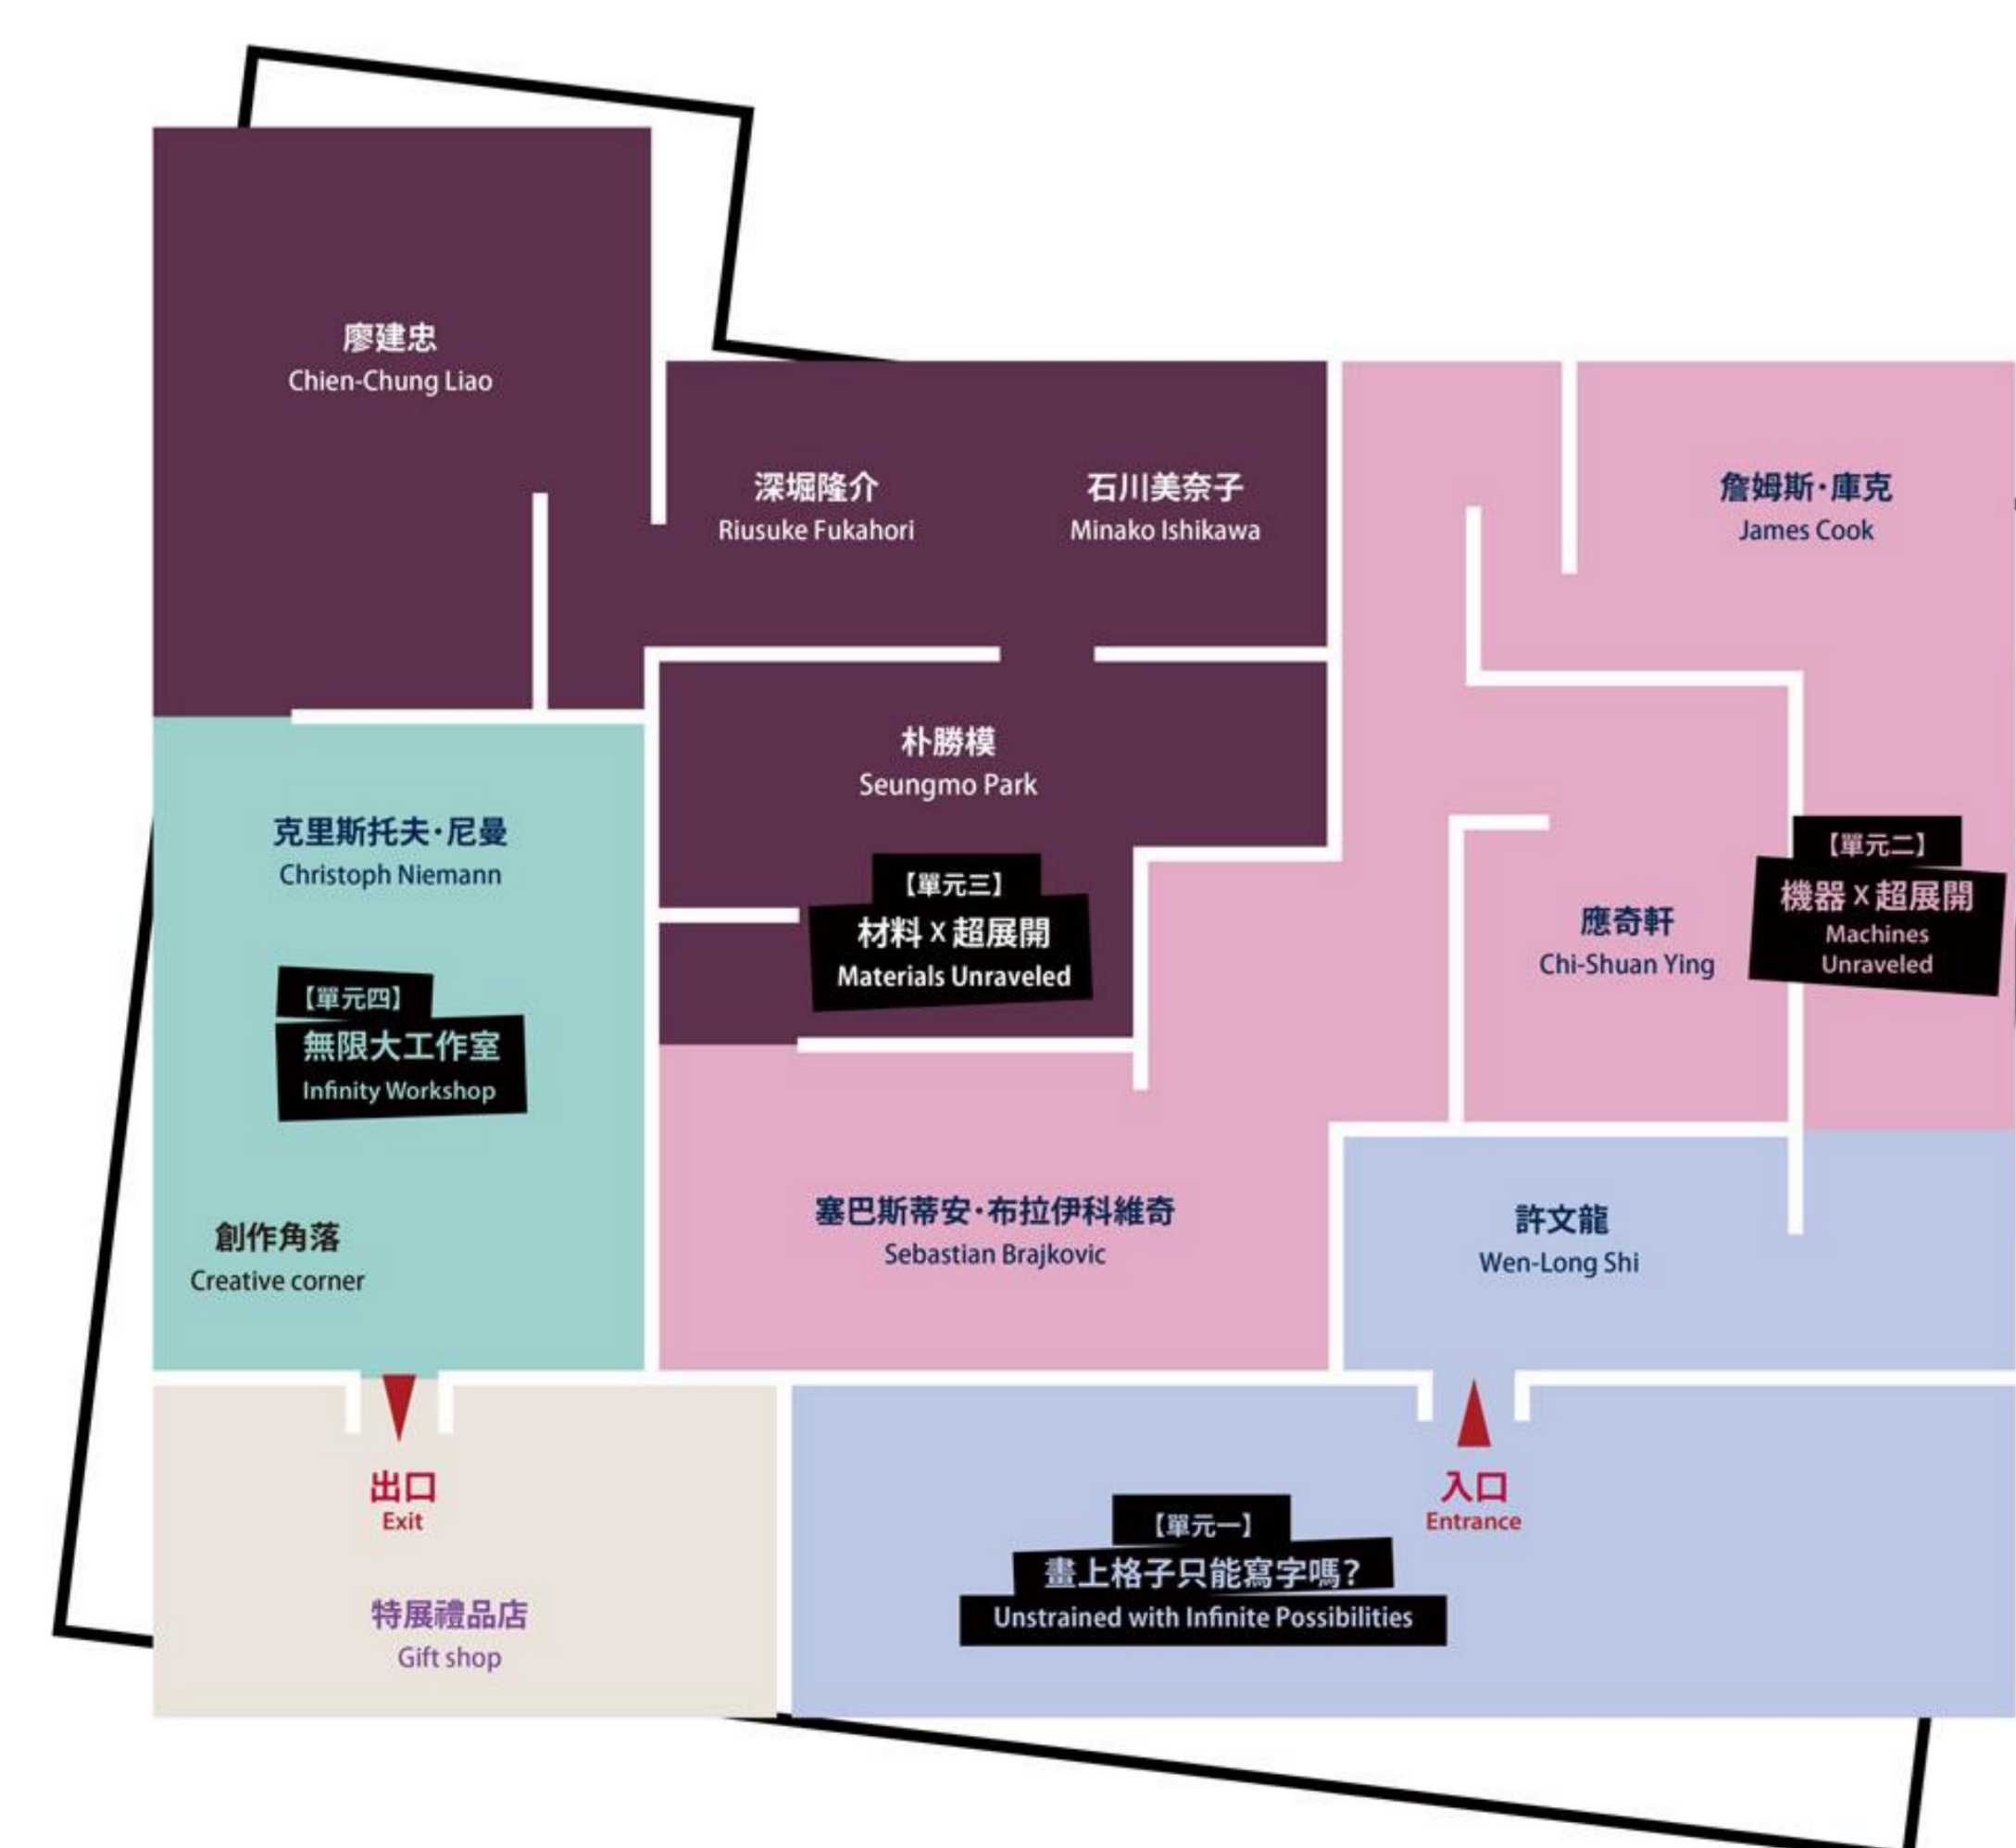 廖建忠
Chien-Chung Liao
深堀隆介
Riusuke Fukahori
石川美奈子
Minako Ishikawa
詹姆斯·庫克
James Cook
朴勝模
Seungmo Park
【單元三】
材料 X 超展開
Materials Unraveled
克里斯托夫·尼曼
Christoph Niemann
【單元四】
無限大工作室
Infinity Workshop
創作角落
Creative corner
【單元二】
機器 X 超展開
Machines
Unraveled
應奇軒
Chi-Shuan Ying
塞巴斯蒂安·布拉伊科維奇
Sebastian Brajkovic
許文龍
Wen-Long Shi
出口
Exit
特展禮品店
Gift shop
入口
Entrance
【單元一】
畫上格子只能寫字嗎?
Unstrained with Infinite Possibilities